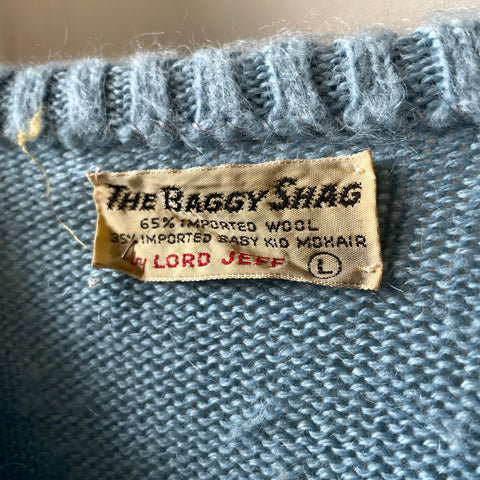 THE BAGGY SHAG
65% IMPORTED WOOL
35% IMPORTED BABY KID MOHAIR
by LORD JEFF L